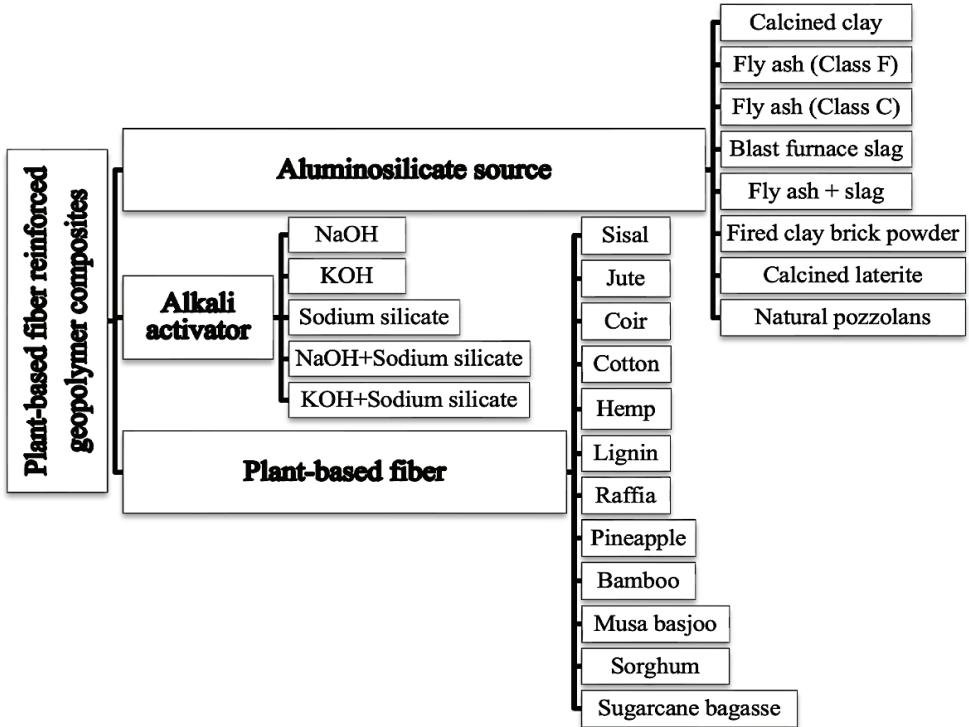 Plant-based fiber reinforced
geopolymer composites
Aluminosilicate source
Calcined clay
Fly ash (Class F)
Fly ash (Class C)
Blast furnace slag
Fly ash + slag
Fired clay brick powder
Calcined laterite
Natural pozzolans
Alkali
activator
NaOH
KOH
Sodium silicate
NaOH+Sodium silicate
KOH+Sodium silicate
Plant-based fiber
Sisal
Jute
Coir
Cotton
Hemp
Lignin
Raffia
Pineapple
Bamboo
Musa basjoo
Sorghum
Sugarcane bagasse